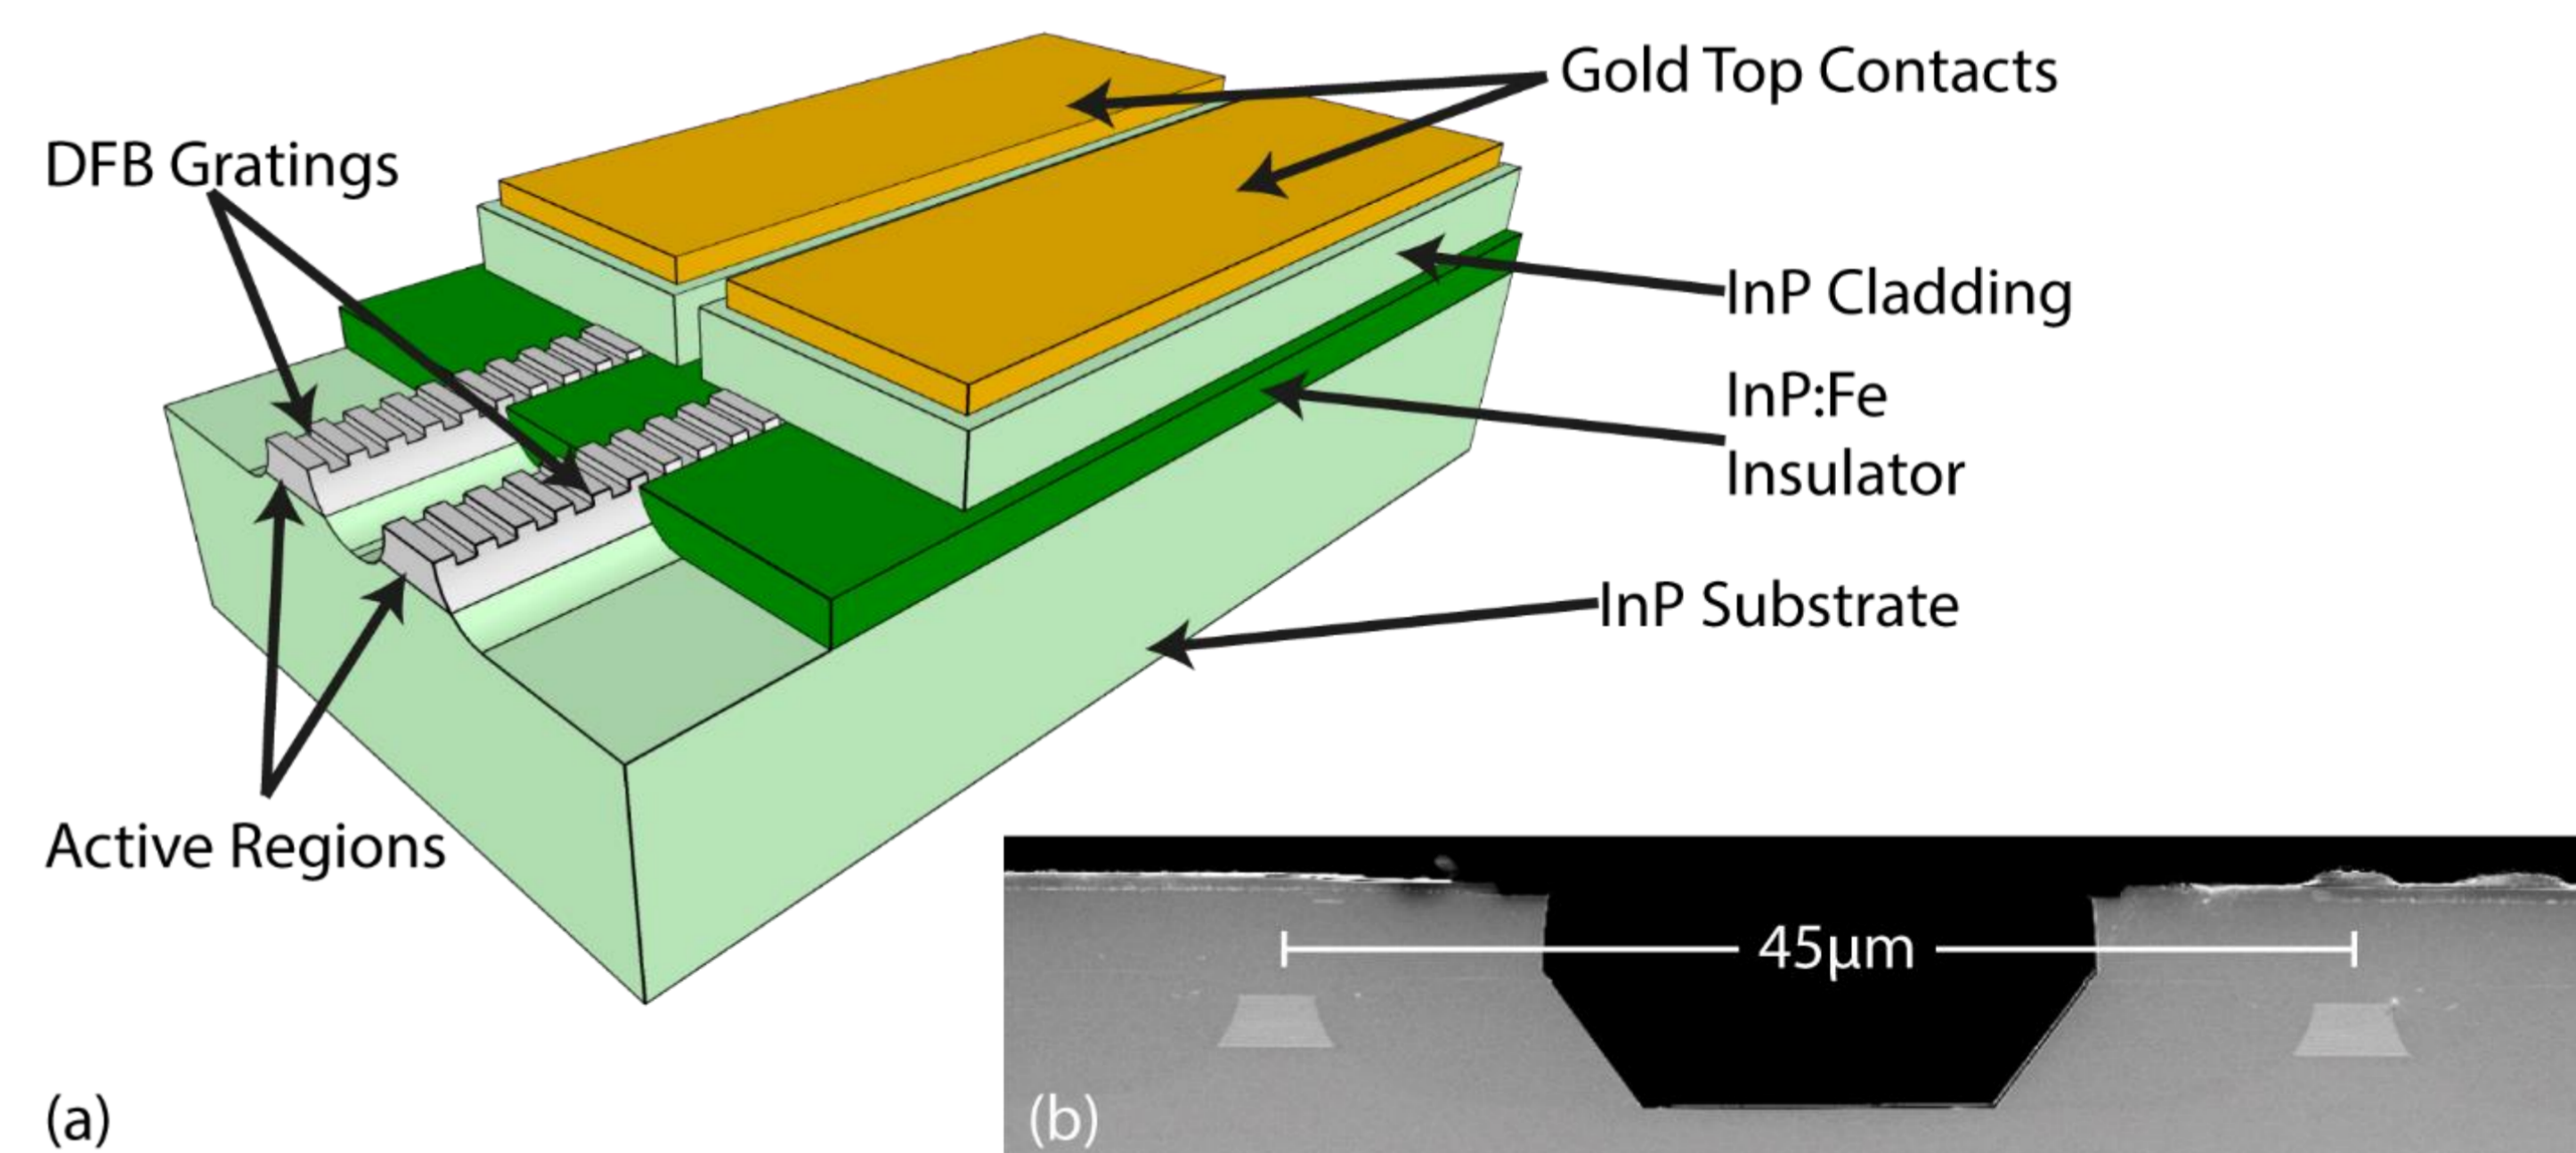 Gold Top Contacts
DFB Gratings
InP Cladding
InP:Fe
Insulator
InP Substrate
Active Regions
45μm
(a)
(b)